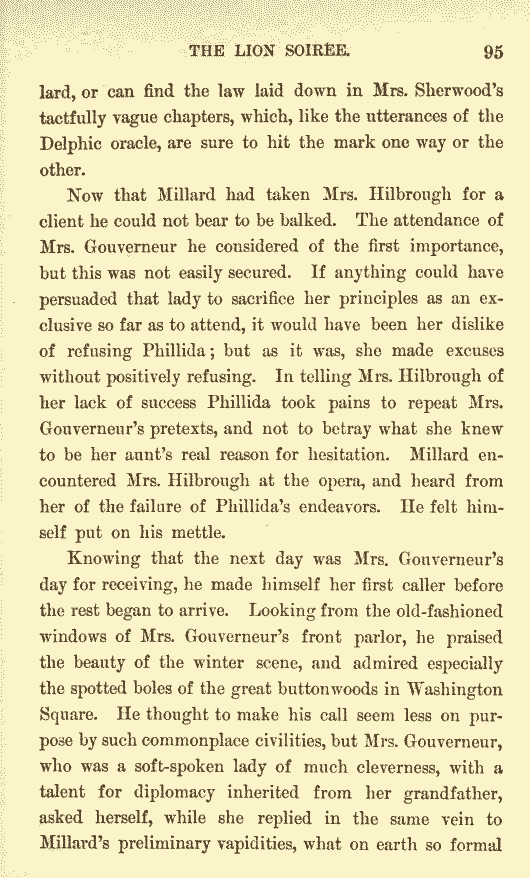 THE LION SOIRÉE. 95
lard, or can find the law laid down in Mrs. Sherwood's
tactfully vague chapters, which, like the utterances of the
Delphic oracle, are sure to hit the mark one way or the
other.
Now that Millard had taken Mrs. Hilbrough for a
client he could not bear to be balked. The attendance of
Mrs. Gouverneur he considered of the first importance,
but this was not easily secured. If anything could have
persuaded that lady to sacrifice her principles as an ex-
clusive so far as to attend, it would have been her dislike
of refusing Phillida; but as it was, she made excuses
without positively refusing. In telling Mrs. Hilbrough of
her lack of success Phillida took pains to repeat Mrs.
Gouverneur's pretexts, and not to betray what she knew
to be her aunt's real reason for hesitation. Millard en-
countered Mrs. Hilbrough at the opera, and heard from
her of the failure of Phillida's endeavors. He felt him-
self put on his mettle.
Knowing that the next day was Mrs. Gouverneur's
day for receiving, he made himself her first caller before
the rest began to arrive. Looking from the old-fashioned
windows of Mrs. Gouverneur's front parlor, he praised
the beauty of the winter scene, and admired especially
the spotted boles of the great buttonwoods in Washington
Square. He thought to make his call seem less on pur-
pose by such commonplace civilities, but Mrs. Gouverneur,
who was a soft-spoken lady of much cleverness, with a
talent for diplomacy inherited from her grandfather,
asked herself, while she replied in the same vein to
Millard's preliminary vapidities, what on earth so formal